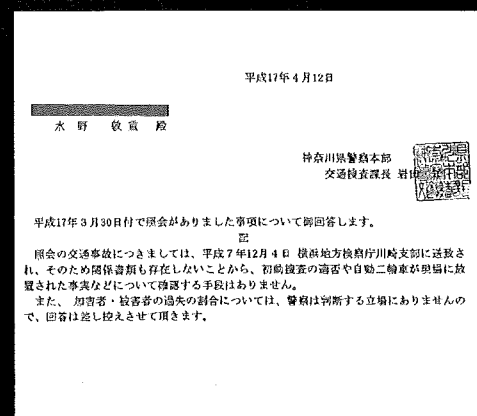 平成17年4月12日
水野 敬 殿
神奈川県警察本部
交通捜査課長 岩
平成17年3月30日付で照会がありました事項について御回答します。
記
照会の交通事故につきましては、平成7年12月4日 横浜地方検察庁川崎支部に送致さ
れ、そのため関係書類も存在しないことから、初動捜査の適否や自動二輪車が現場に放
置された事実などについて確認する手段はありません。
また、 加害者・被害者の過失の割合については、警察は判断する立場にありませんの
で、回答は差し控えさせて頂きます。